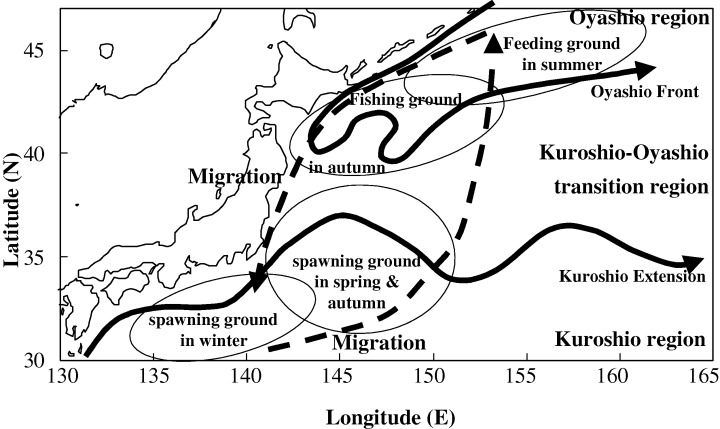 Oyashio region
Feeding ground
in summer
Oyashio Front
Fishing ground
in autumn
Kuroshio-Oyashio
transition region
Migration
spawning ground
in spring &
autumn
Kuroshio Extension
spawning ground
in winter
Migration
Kuroshio region
Latitude (N)
45
40
35
30
130
135
140
145
150
155
160
165
Longitude (E)